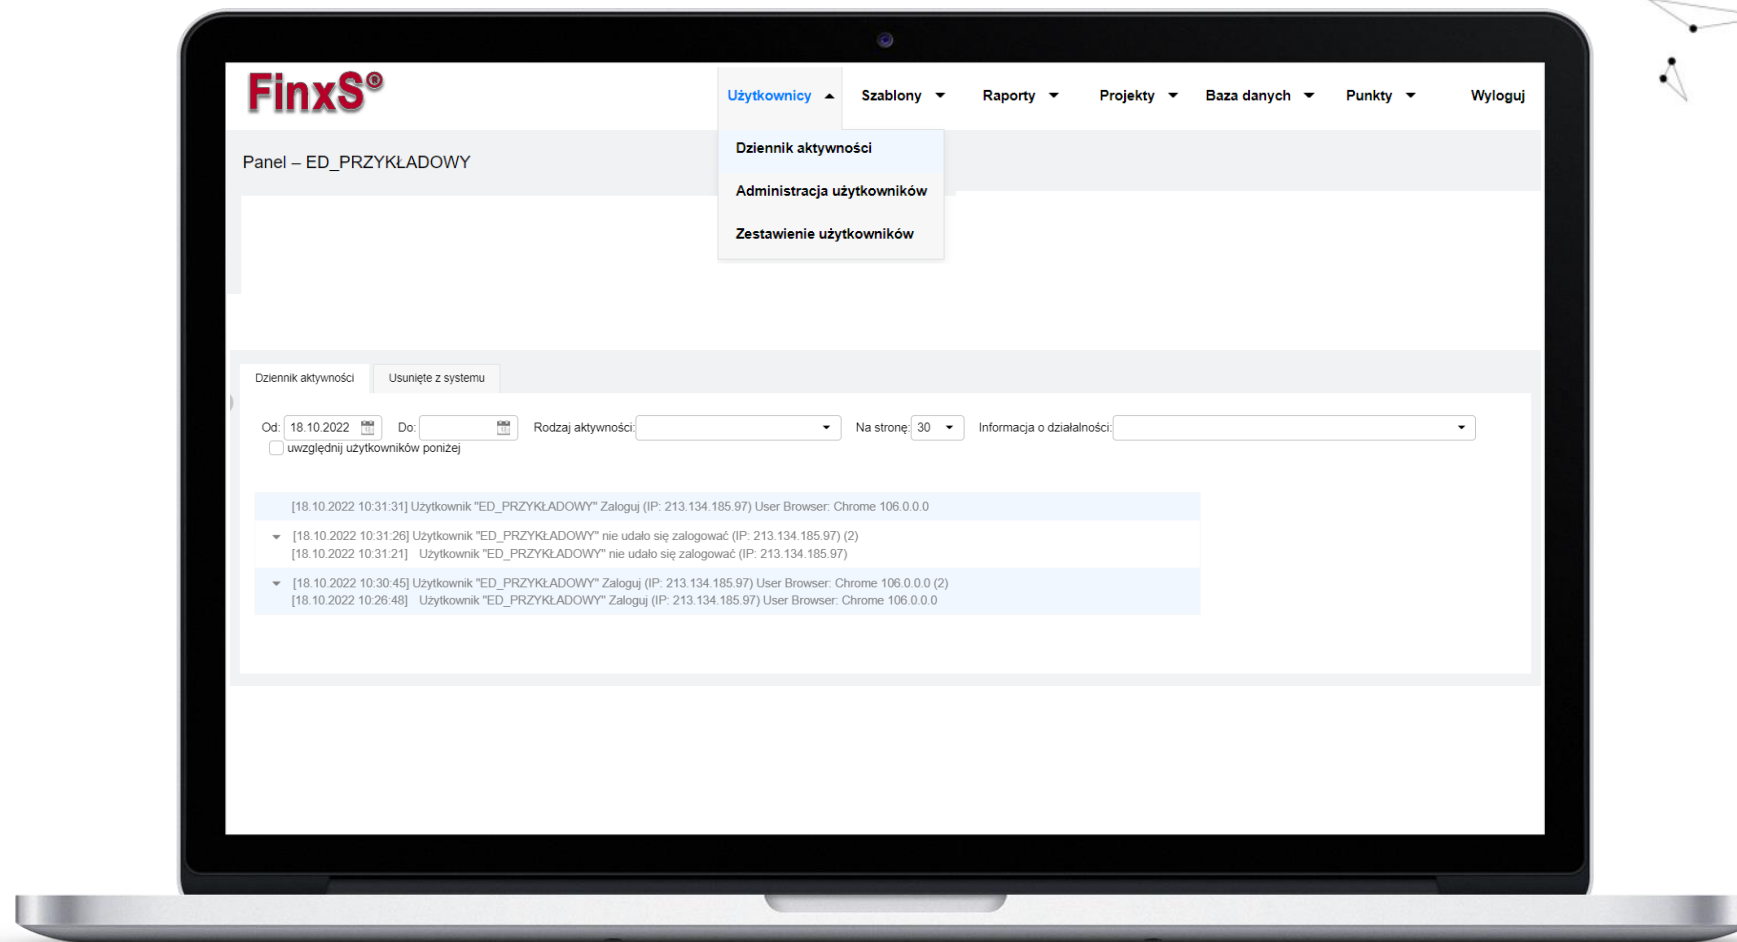 FinxS®
Użytkownicy Szablony Raporty Projekty Baza danych Punkty Wyloguj
Dziennik aktywności
Administracja użytkowników
Zestawienie użytkowników
Panel – ED_PRZYKŁADOWY
Dziennik aktywności Usunięte z systemu
Od: 18.10.2022 Do: Rodzaj aktywności: Na stronę: 30 Informacja o działalności:
uwzględnij użytkowników poniżej
[18.10.2022 10:31:31] Użytkownik "ED_PRZYKŁADOWY" Zaloguj (IP: 213.134.185.97) User Browser: Chrome 106.0.0.0
[18.10.2022 10:31:26] Użytkownik "ED_PRZYKŁADOWY" nie udało się zalogować (IP: 213.134.185.97) (2)
[18.10.2022 10:31:21] Użytkownik "ED_PRZYKŁADOWY" nie udało się zalogować (IP: 213.134.185.97)
[18.10.2022 10:30:45] Użytkownik "ED_PRZYKŁADOWY" Zaloguj (IP: 213.134.185.97) User Browser: Chrome 106.0.0.0 (2)
[18.10.2022 10:26:48] Użytkownik "ED_PRZYKŁADOWY" Zaloguj (IP: 213.134.185.97) User Browser: Chrome 106.0.0.0